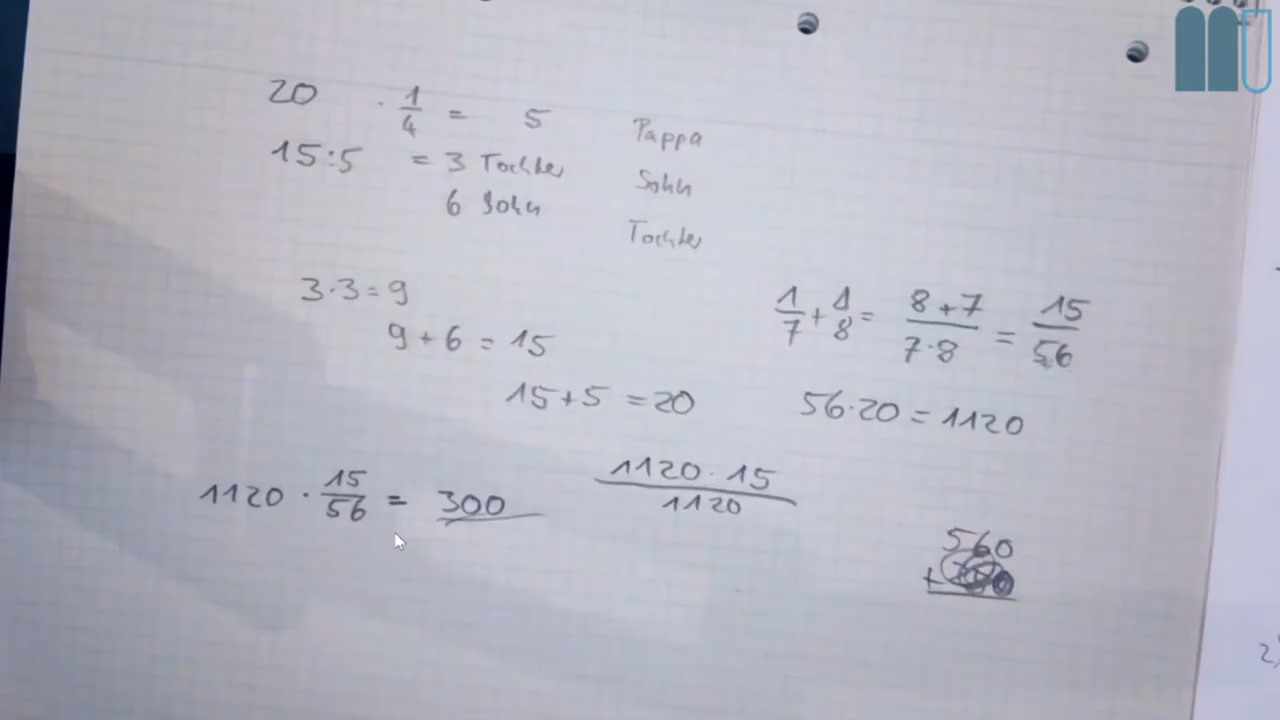 20 · 1/4 = 5 Pappa
15:5 = 3 Tochter Sohn
6 Sohn
Tochter
3·3=9
9+6=15
15+5=20
1/7 + 1/8 = (8+7)/(7·8) = 15/56
56·20=1120
1120 · 15/56 = 300
1120·15/1120
560
+
2)